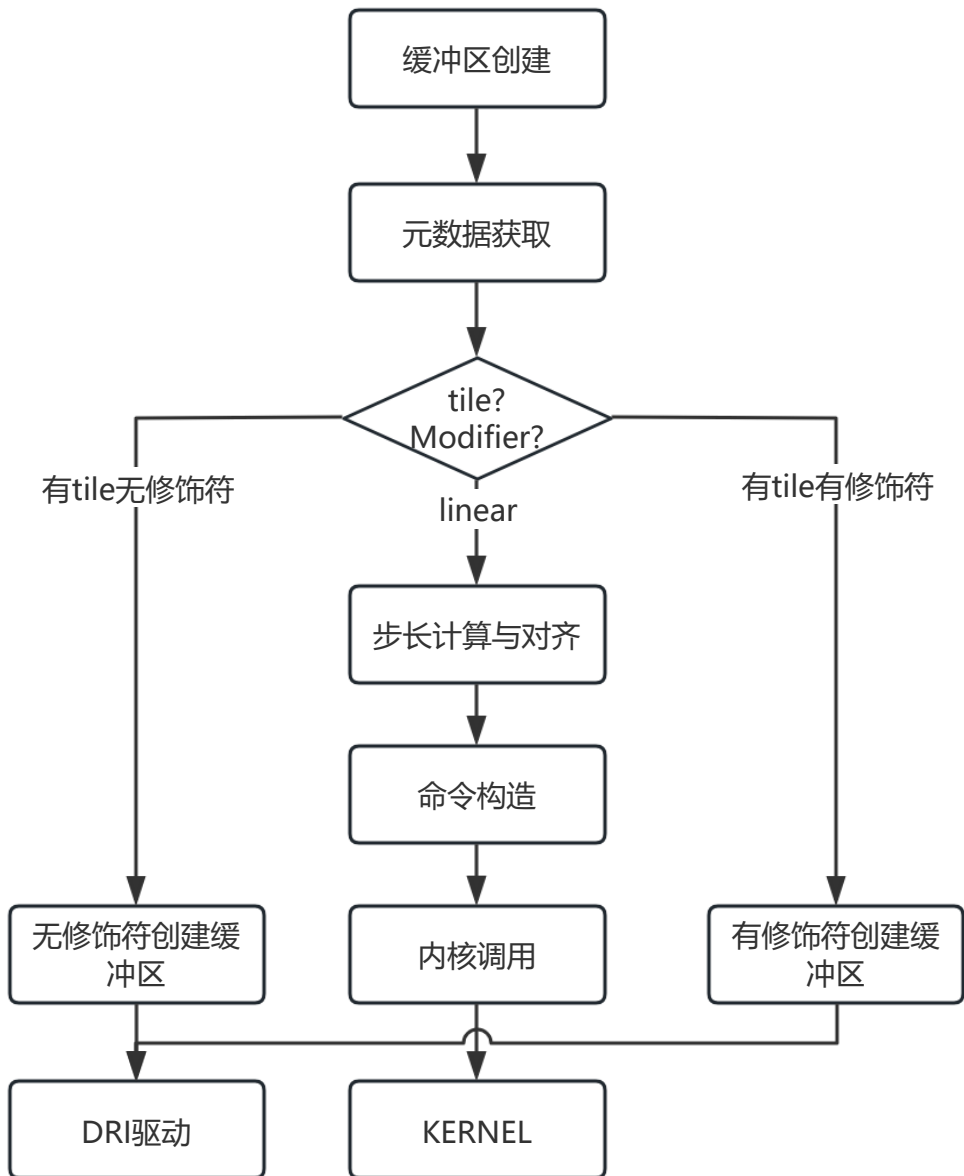 缓冲区创建
元数据获取
tile?
Modifier?
有tile无修饰符
linear
有tile有修饰符
步长计算与对齐
命令构造
无修饰符创建缓
冲区
内核调用
有修饰符创建缓
冲区
DRI驱动
KERNEL